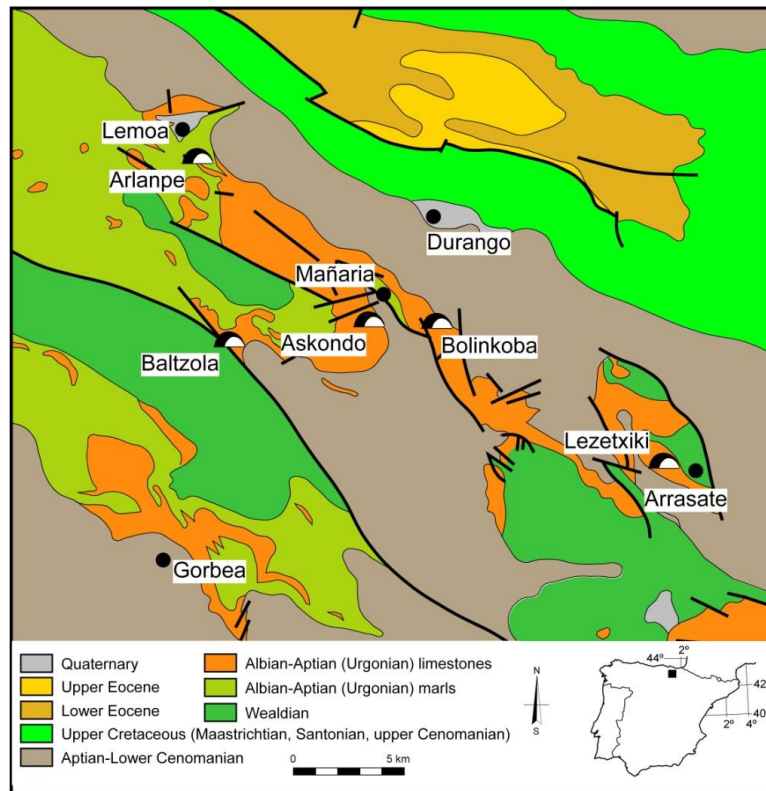 Lemoa
Arlanpe
Durango
Mañaria
Askondo
Bolinkoba
Baltzola
Lezetxiki
Arrasate
Gorbea
Quaternary
Upper Eocene
Lower Eocene
Upper Cretaceous (Maastrichtian, Santonian, upper Cenomanian)
Aptian-Lower Cenomanian
Albian-Aptian (Urgonian) limestones
Albian-Aptian (Urgonian) marls
Wealdian
0 5 km
N
S
44º 2º
42
40
2º 4º